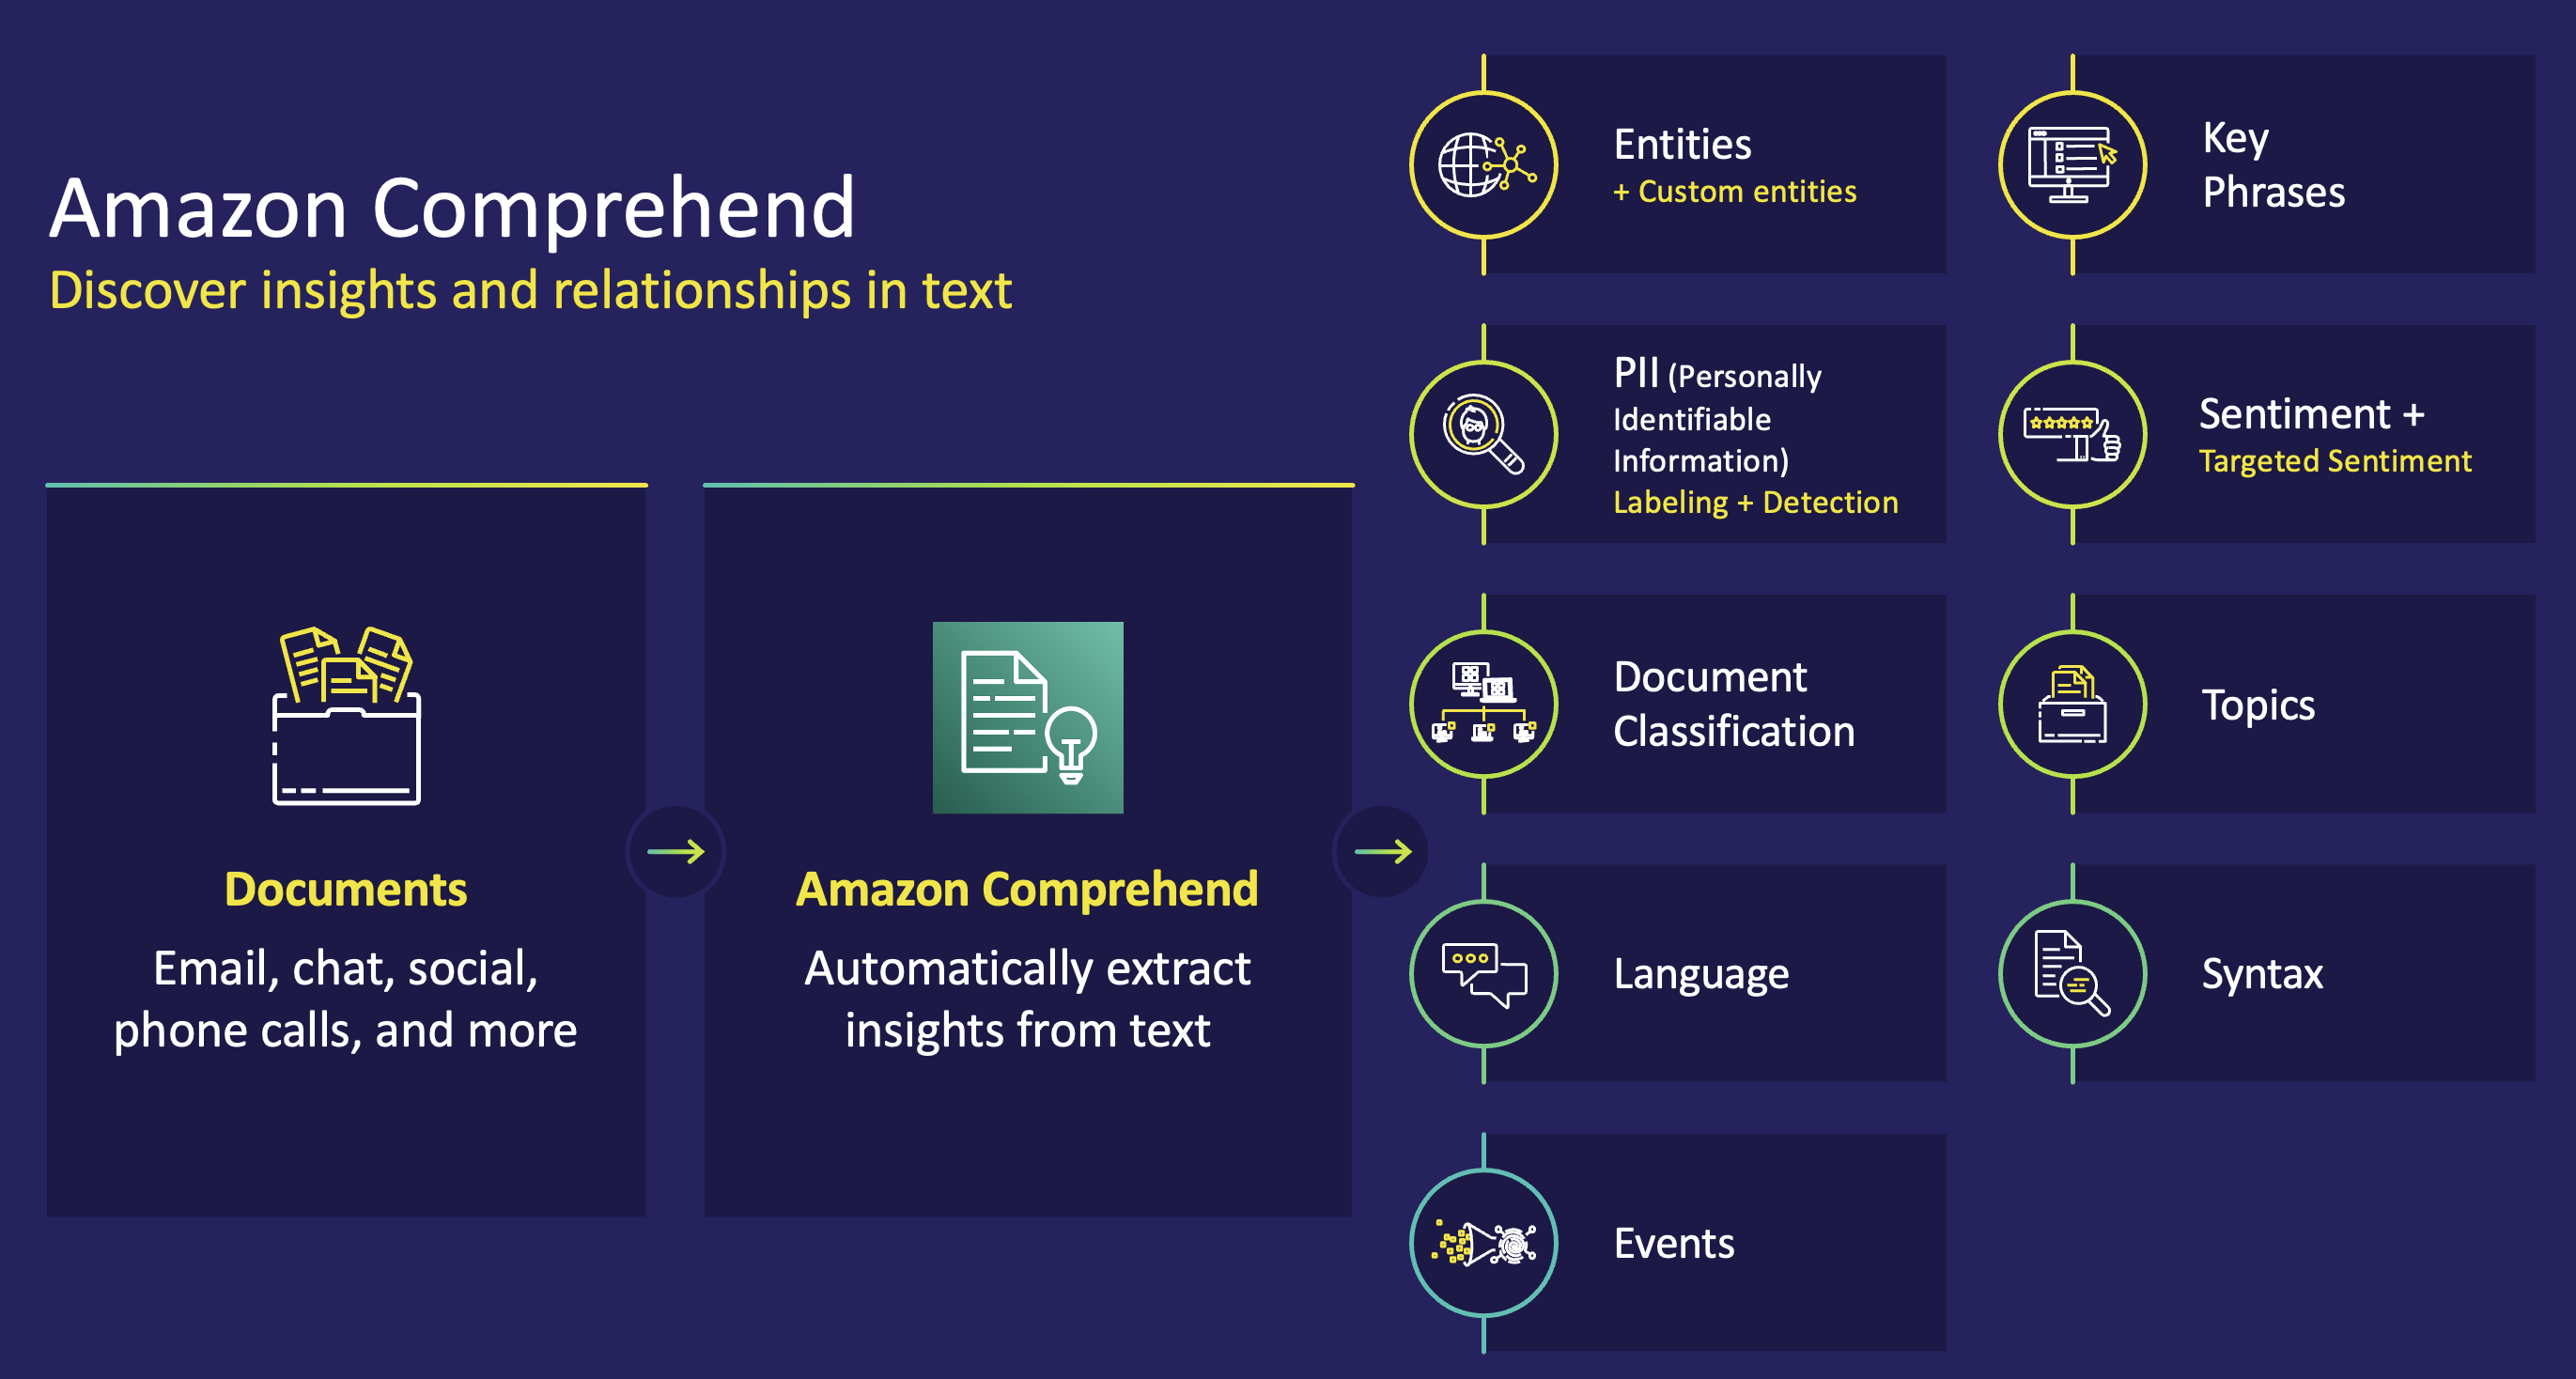 Amazon Comprehend
Discover insights and relationships in text
Documents
Email, chat, social,
phone calls, and more
Amazon Comprehend
Automatically extract
insights from text
Entities
+ Custom entities
Key
Phrases
PII (Personally
Identifiable
Information)
Labeling + Detection
Sentiment +
Targeted Sentiment
Document
Classification
Topics
Language
Syntax
Events